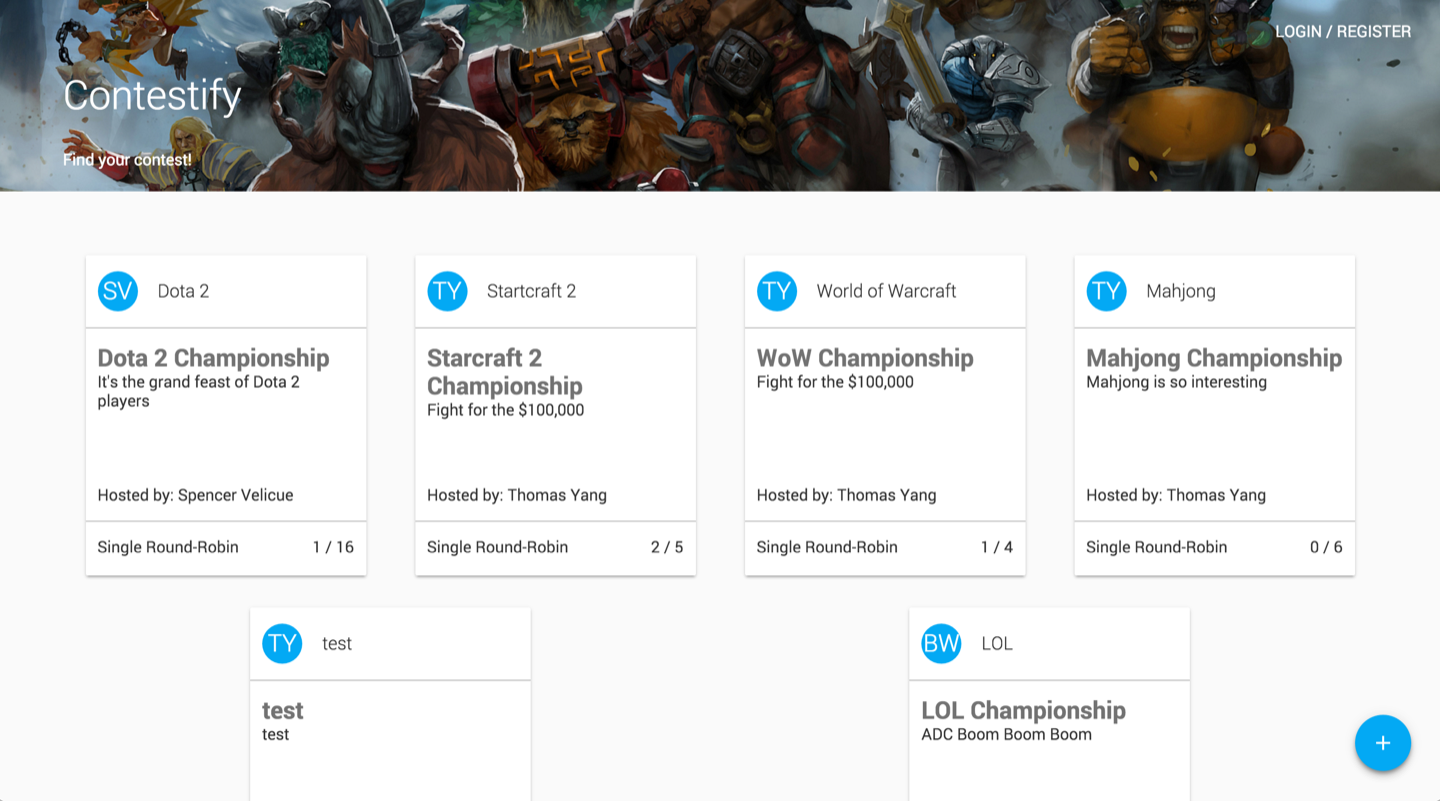 LOGIN / REGISTER
Contestify
Find your contest!
SV Dota 2
Dota 2 Championship
It's the grand feast of Dota 2
players
Hosted by: Spencer Velicue
Single Round-Robin 1 / 16
TY Startcraft 2
Starcraft 2
Championship
Fight for the $100,000
Hosted by: Thomas Yang
Single Round-Robin 2 / 5
TY World of Warcraft
WoW Championship
Fight for the $100,000
Hosted by: Thomas Yang
Single Round-Robin 1 / 4
TY Mahjong
Mahjong Championship
Mahjong is so interesting
Hosted by: Thomas Yang
Single Round-Robin 0 / 6
TY test
test
test
BW LOL
LOL Championship
ADC Boom Boom Boom
+